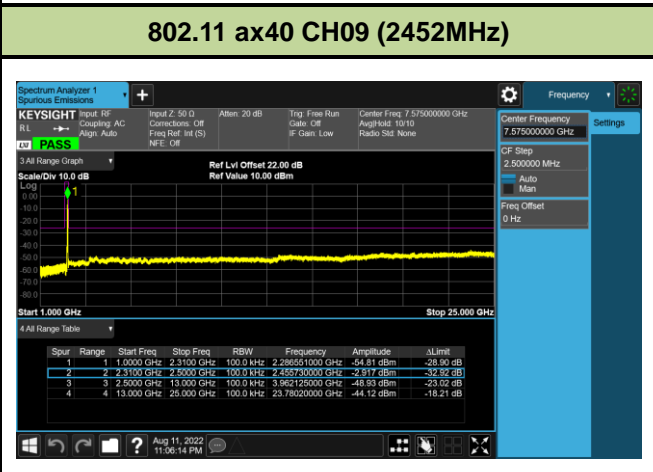 802.11 ax40 CH09 (2452MHz)
Spectrum Analyzer 1
Spurious Emissions
Frequency
KEYSIGHT
RL
LXI
PASS
Input: RF
Coupling: AC
Align: Auto
Input Z: 50 Ω
Corrections: Off
Freq Ref: Int (S)
NFE: Off
Atten: 20 dB
Trig: Free Run
Gate: Off
IF Gain: Low
Center Freq: 7.575000000 GHz
Avg|Hold: 10/10
Radio Std: None
Center Frequency
7.575000000 GHz
Settings
CF Step
2.500000 MHz
Auto
Man
Freq Offset
0 Hz
3 All Range Graph
Scale/Div 10.0 dB
Ref Lvl Offset 22.00 dB
Ref Value 10.00 dBm
Log
1
0.00
-10.0
-20.0
-30.0
-40.0
-50.0
-60.0
-70.0
-80.0
Start 1.000 GHz
Stop 25.000 GHz
4 All Range Table
Spur Range Start Freq Stop Freq RBW Frequency Amplitude ΔLimit
1 1 1.0000 GHz 2.3100 GHz 100.0 kHz 2.286551000 GHz -54.81 dBm -28.90 dB
2 2 2.3100 GHz 2.5000 GHz 100.0 kHz 2.455730000 GHz -2.917 dBm -32.92 dB
3 3 2.5000 GHz 13.000 GHz 100.0 kHz 3.962125000 GHz -48.93 dBm -23.02 dB
4 4 13.000 GHz 25.000 GHz 100.0 kHz 23.78020000 GHz -44.12 dBm -18.21 dB
Aug 11, 2022
11:06:14 PM